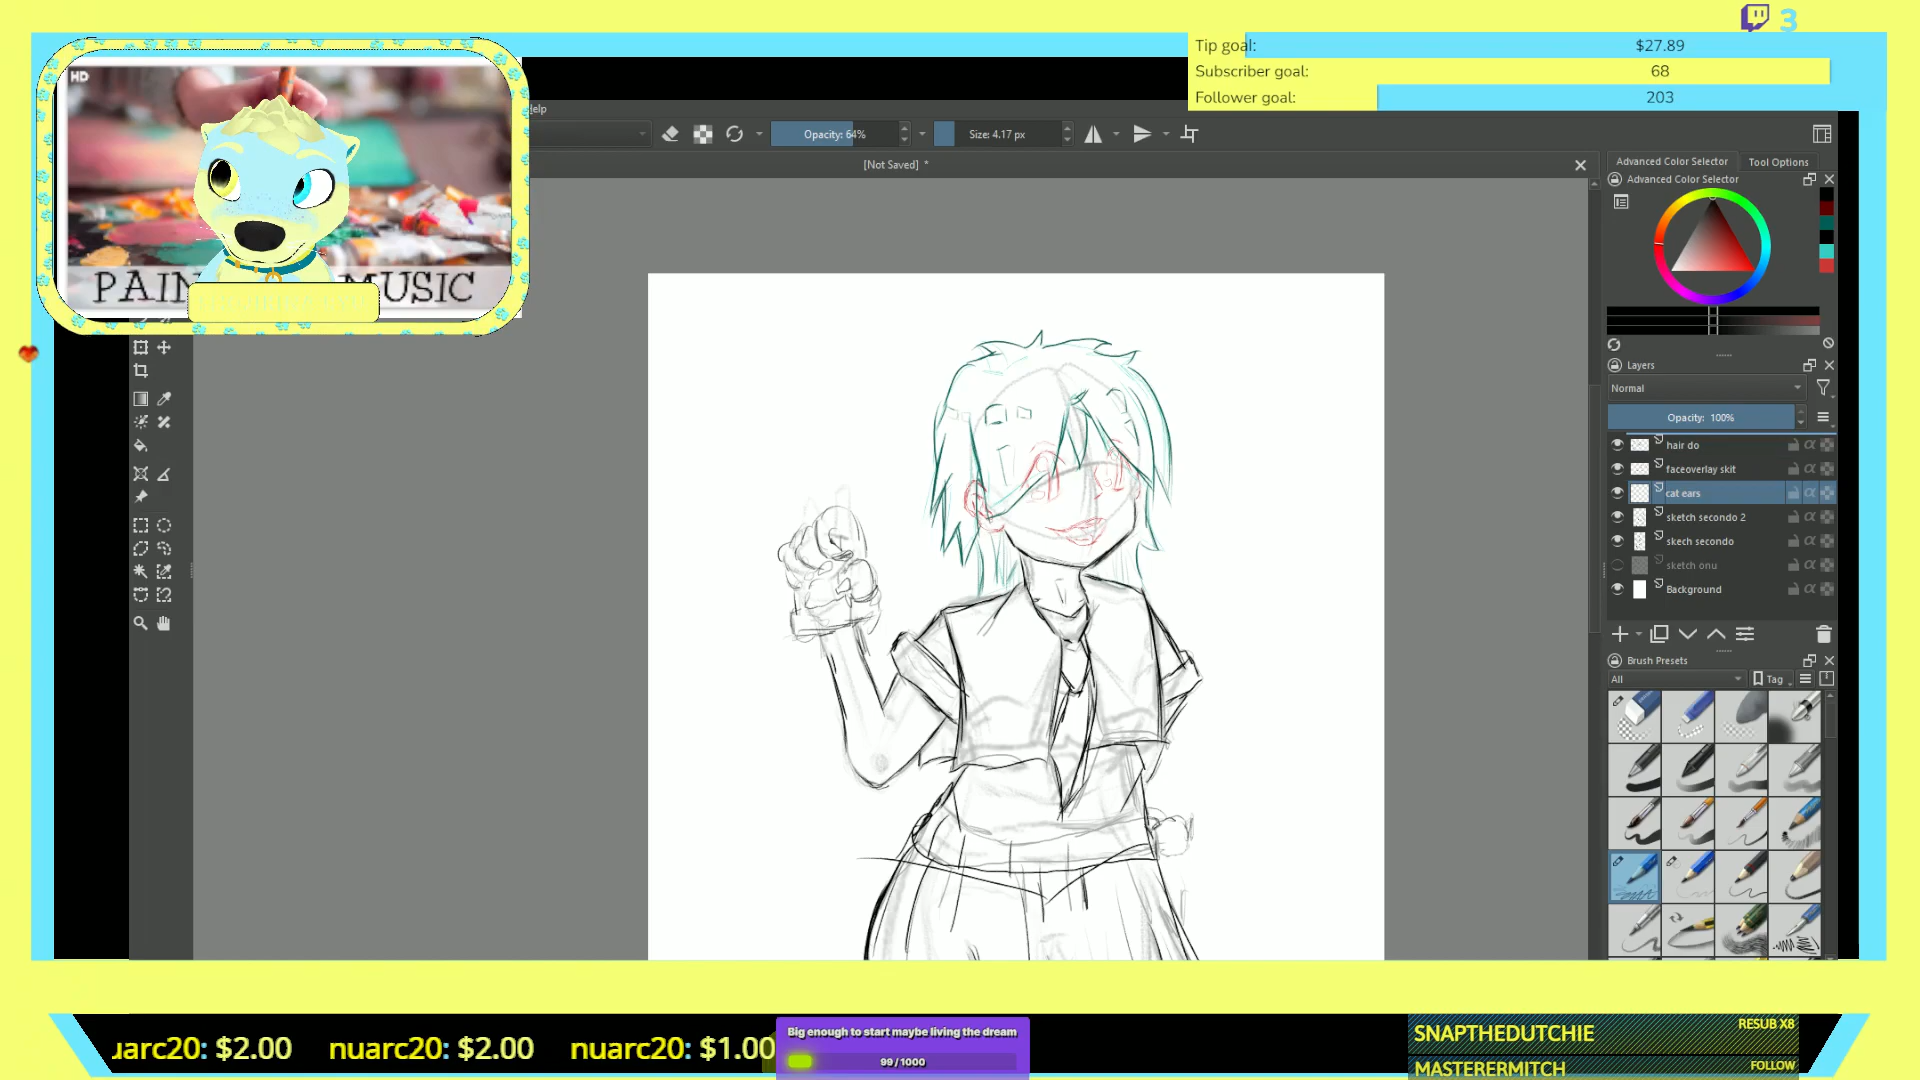 3
Tip goal: $27.89
Subscriber goal: 68
Follower goal: 203
HD
elp
Opacity: 64%
Size: 4.17 px
[Not Saved] *
Advanced Color Selector
Tool Options
Advanced Color Selector
Layers
Normal
Opacity: 100%
hair do
faceoverlay skit
cat ears
sketch secondo 2
skech secondo
sketch onu
Background
Brush Presets
All
Tag
PAIN
MUSIC
uarc20: $2.00 nuarc20: $2.00 nuarc20: $1.00
Big enough to start maybe living the dream
99 / 1000
SNAPTHEDUTCHIE RESUB X8
MASTERERMITCH FOLLOW